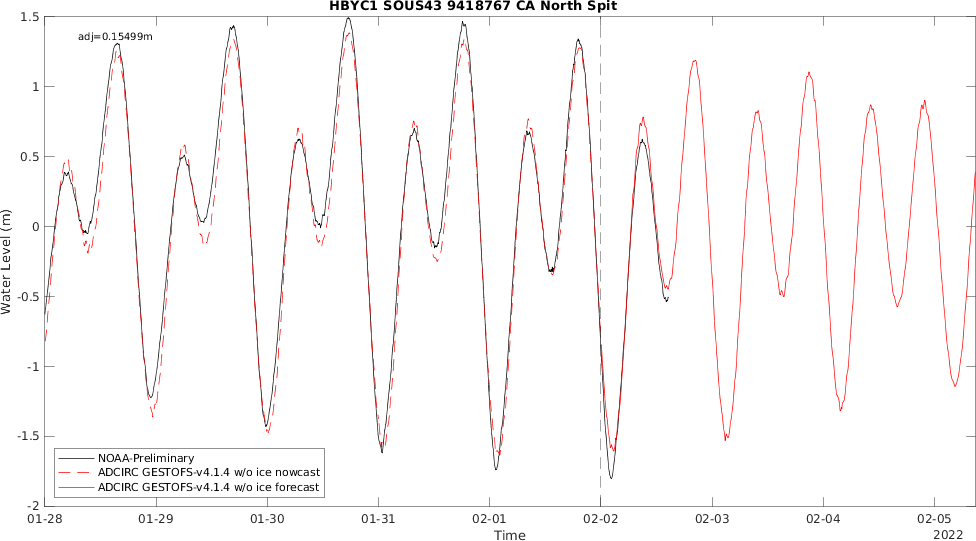 HBYC1 SOUS43 9418767 CA North Spit
adj=0.15499m
1.5
1
0.5
0
-0.5
-1
-1.5
-2
Water Level (m)
NOAA-Preliminary
ADCIRC GESTOFS-v4.1.4 w/o ice nowcast
ADCIRC GESTOFS-v4.1.4 w/o ice forecast
01-28 01-29 01-30 01-31 02-01 02-02 02-03 02-04 02-05
Time
2022